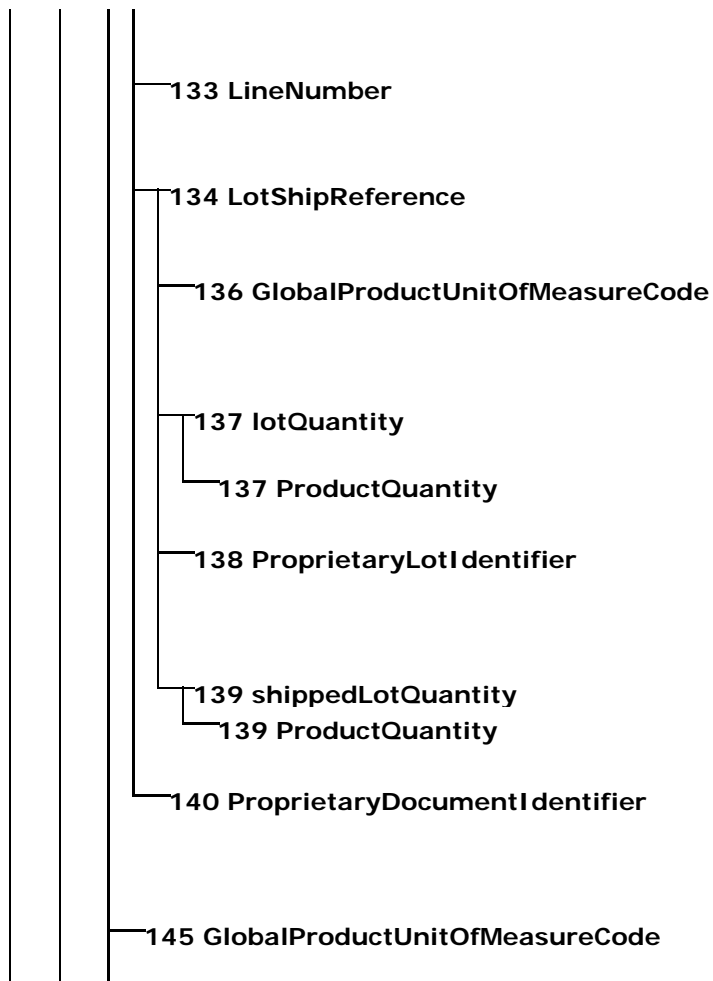 133 LineNumber
134 LotShipReference
136 GlobalProductUnitOfMeasureCode
137 lotQuantity
137 ProductQuantity
138 ProprietaryLotIdentifier
139 shippedLotQuantity
139 ProductQuantity
140 ProprietaryDocumentIdentifier
145 GlobalProductUnitOfMeasureCode